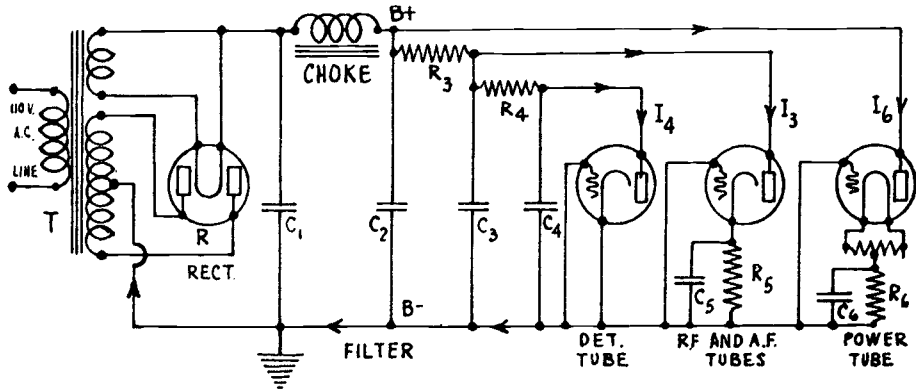 110 V.
A.C.
LINE
T
R
RECT.
C1
CHOKE
B+
R3
R4
C2
C3
C4
B-
FILTER
I4
I3
I6
C5
R5
C6
R6
DET.
TUBE
RF AND A.F.
TUBES
POWER
TUBE